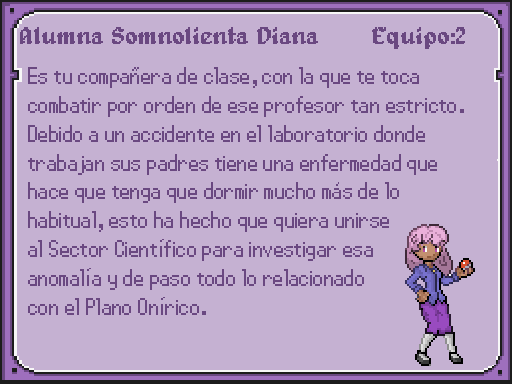 Alumna Somnolienta Diana Equipo:2
Es tu compañera de clase, con la que te toca
combatir por orden de ese profesor tan estricto.
Debido a un accidente en el laboratorio donde
trabajan sus padres tiene una enfermedad que
hace que tenga que dormir mucho más de lo
habitual, esto ha hecho que quiera unirse
al Sector Científico para investigar esa
anomalía y de paso todo lo relacionado
con el Plano Onírico.